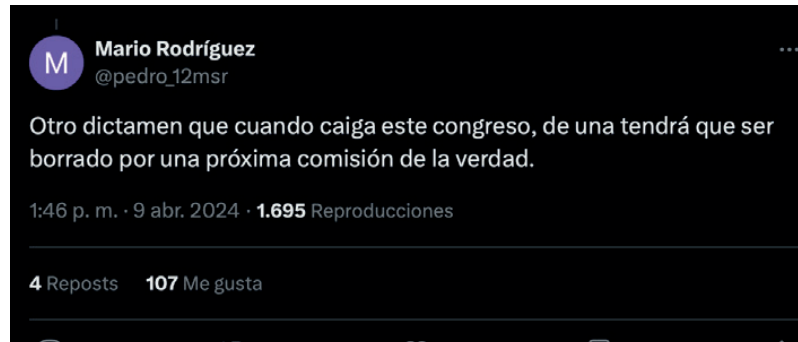 M
Mario Rodríguez
@pedro_12msr
Otro dictamen que cuando caiga este congreso, de una tendrá que ser
borrado por una próxima comisión de la verdad.
1:46 p. m. · 9 abr. 2024 · 1.695 Reproducciones
4 Reposts 107 Me gusta